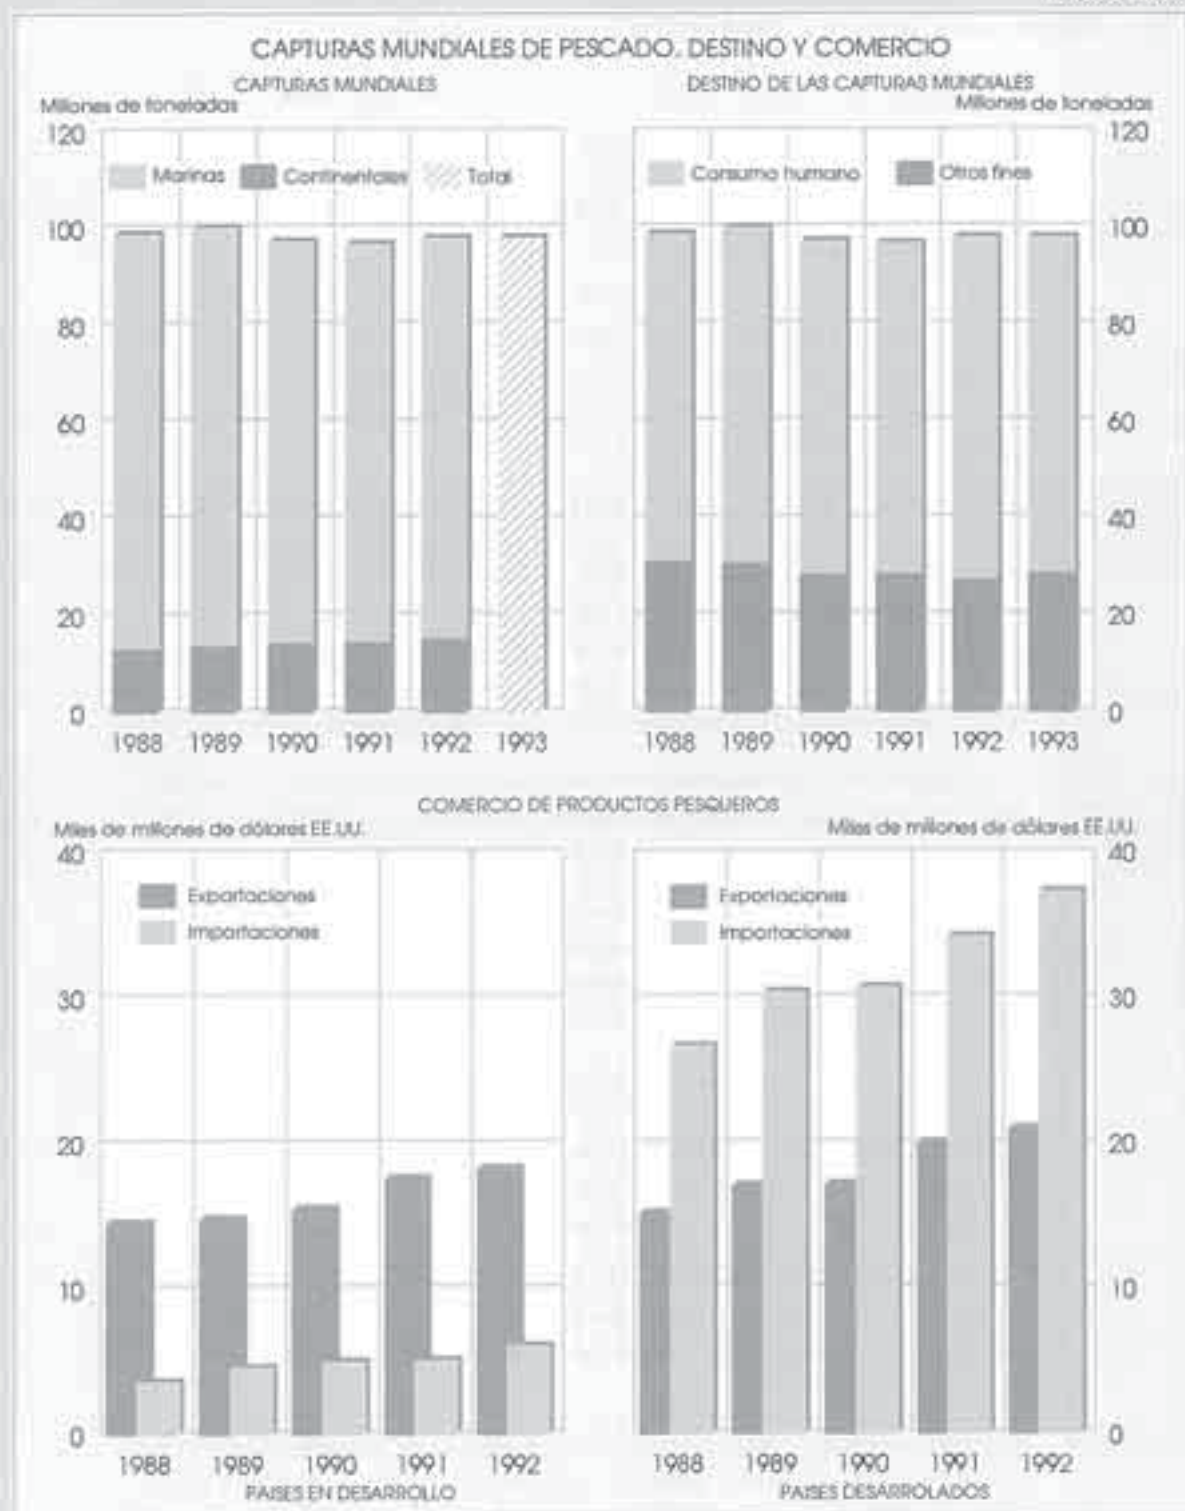 CAPTURAS MUNDIALES DE PESCADO. DESTINO Y COMERCIO
CAPTURAS MUNDIALES
Millones de toneladas
120
100
80
60
40
20
0
Marinas Continentales Total
1988 1989 1990 1991 1992 1993
DESTINO DE LAS CAPTURAS MUNDIALES
Millones de toneladas
120
100
80
60
40
20
0
Consumo humano Otros fines
1988 1989 1990 1991 1992 1993
COMERCIO DE PRODUCTOS PESQUEROS
Miles de millones de dólares EE.UU.
40
30
20
10
0
Exportaciones
Importaciones
1988 1989 1990 1991 1992
PAISES EN DESARROLLO
Miles de millones de dólares EE.UU.
40
30
20
10
0
Exportaciones
Importaciones
1988 1989 1990 1991 1992
PAISES DESARROLADOS